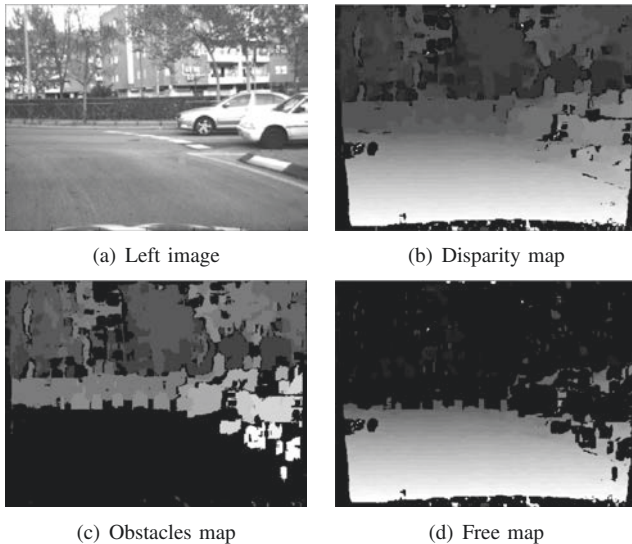 (a) Left image
(b) Disparity map
(c) Obstacles map
(d) Free map